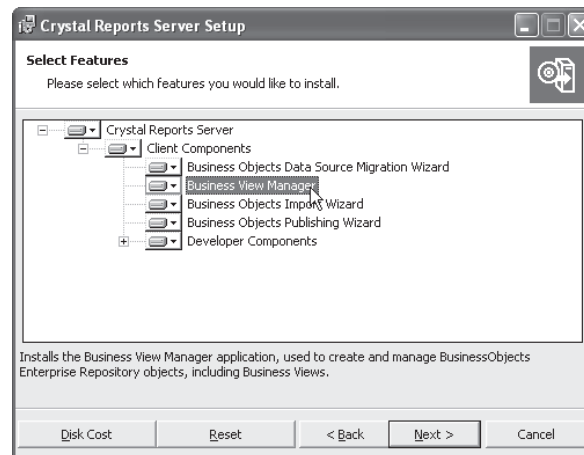 Crystal Reports Server Setup
Select Features
Please select which features you would like to install.
Crystal Reports Server
Client Components
Business Objects Data Source Migration Wizard
Business View Manager
Business Objects Import Wizard
Business Objects Publishing Wizard
Developer Components
Installs the Business View Manager application, used to create and manage BusinessObjects
Enterprise Repository objects, including Business Views.
Disk Cost Reset < Back Next > Cancel